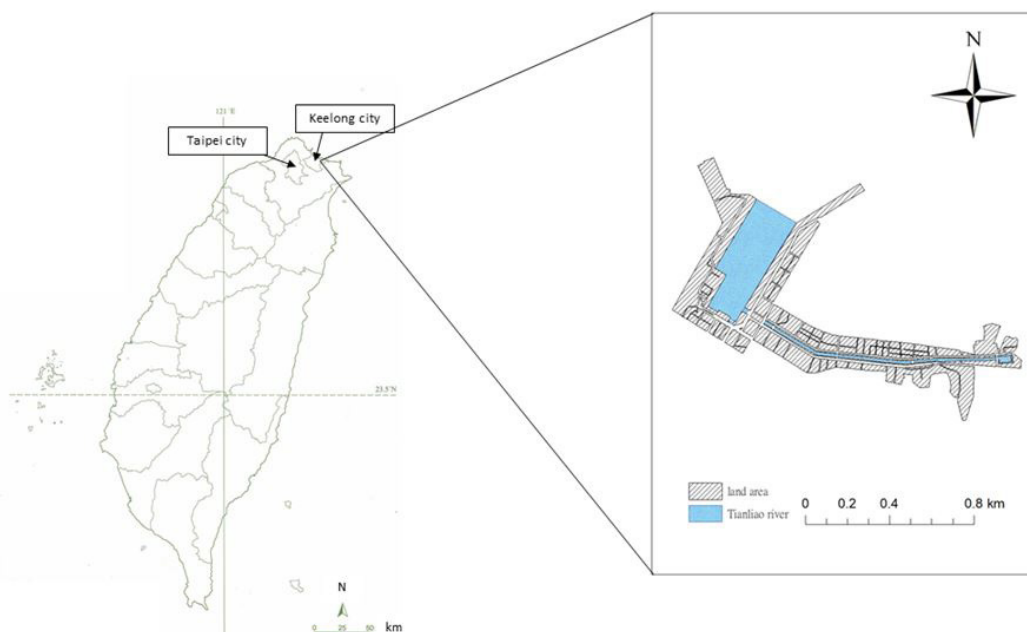 121°E
Keelong city
Taipei city
23.5°N
N
0 25 50 km
N
land area
Tianliao river
0 0.2 0.4 0.8 km